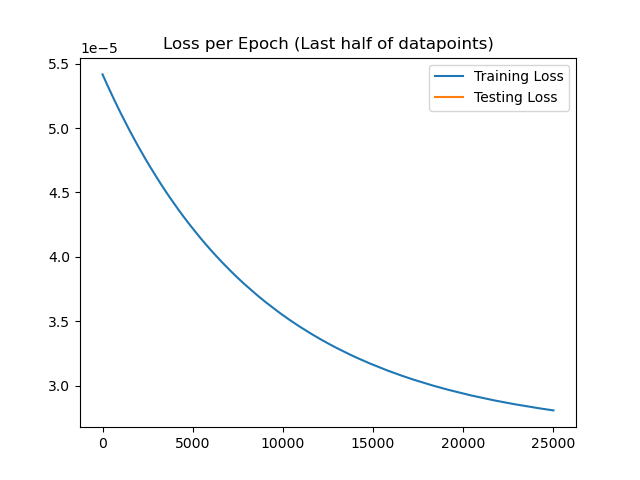 Loss per Epoch (Last half of datapoints)
1e−5
5.5
5.0
4.5
4.0
3.5
3.0
0 5000 10000 15000 20000 25000
Training Loss
Testing Loss